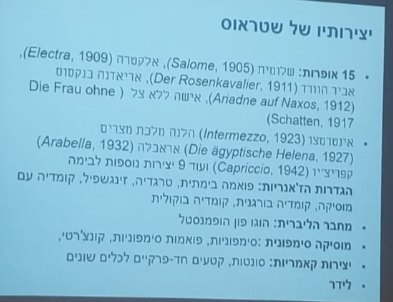 יצירותיו של שטראוס
• 15 אופרות: שלומית (Salome, 1905), אלקטרה (Electra, 1909),
אביר הוורד (Der Rosenkavalier, 1911), אריאדנה בנקסוס
(Ariadne auf Naxos, 1912), אישה ללא צל ( Die Frau ohne
Schatten, 1917)
• אינטרמצו (Intermezzo, 1923) הלנה מלכת מצרים
(Die ägyptische Helena, 1927) אראבלה (Arabella, 1932)
קפריצ'יו (Capriccio, 1942) ועוד 9 יצירות נוספות לבימה
הגדרות הז'אנריות: פואמה בימתית, טרגדיה, זינגשפיל, קומדיה עם
מוסיקה, קומדיה בורגנית, קומדיה בוקולית
• מחבר הליברית: הוגו פון הופמנסטל
• מוסיקה סימפונית: סימפוניות, פואמות סימפוניות, קונצ'רטי,
• יצירות קאמריות: סונטות, קטעים חד-פרקיים לכלים שונים
• לידר